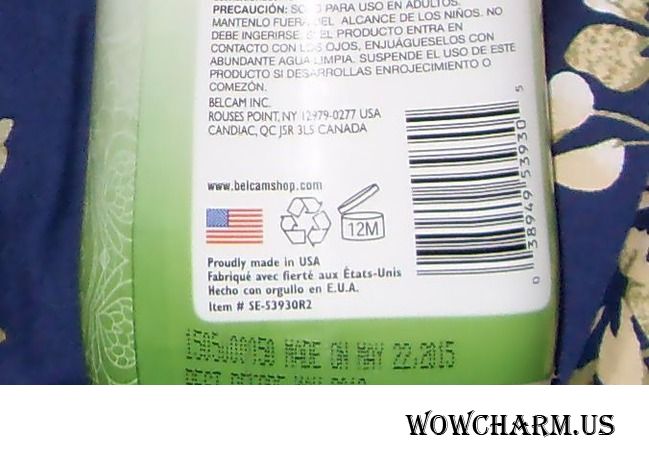 PRECAUCIÓN: SOLO PARA USO EN ADULTOS.
MANTENLO FUERA DEL ALCANCE DE LOS NIÑOS. NO
DEBE INGERIRSE. SI EL PRODUCTO ENTRA EN
CONTACTO CON LOS OJOS, ENJUÁGUESELOS CON
ABUNDANTE AGUA LIMPIA. SUSPENDE EL USO DE ESTE
PRODUCTO SI DESARROLLAS ENROJECIMIENTO O
COMEZÓN.
BELCAM INC.
ROUSES POINT, NY 12979-0277 USA
CANDIAC, QC J5R 3L5 CANADA
www.belcamshop.com
12M
0 38949 53930 5
Proudly made in USA
Fabriqué avec fierté aux États-Unis
Hecho con orgullo en E.U.A.
Item # SE-53930R2
MADE ON MAY 22.2015
WOWCHARM.US